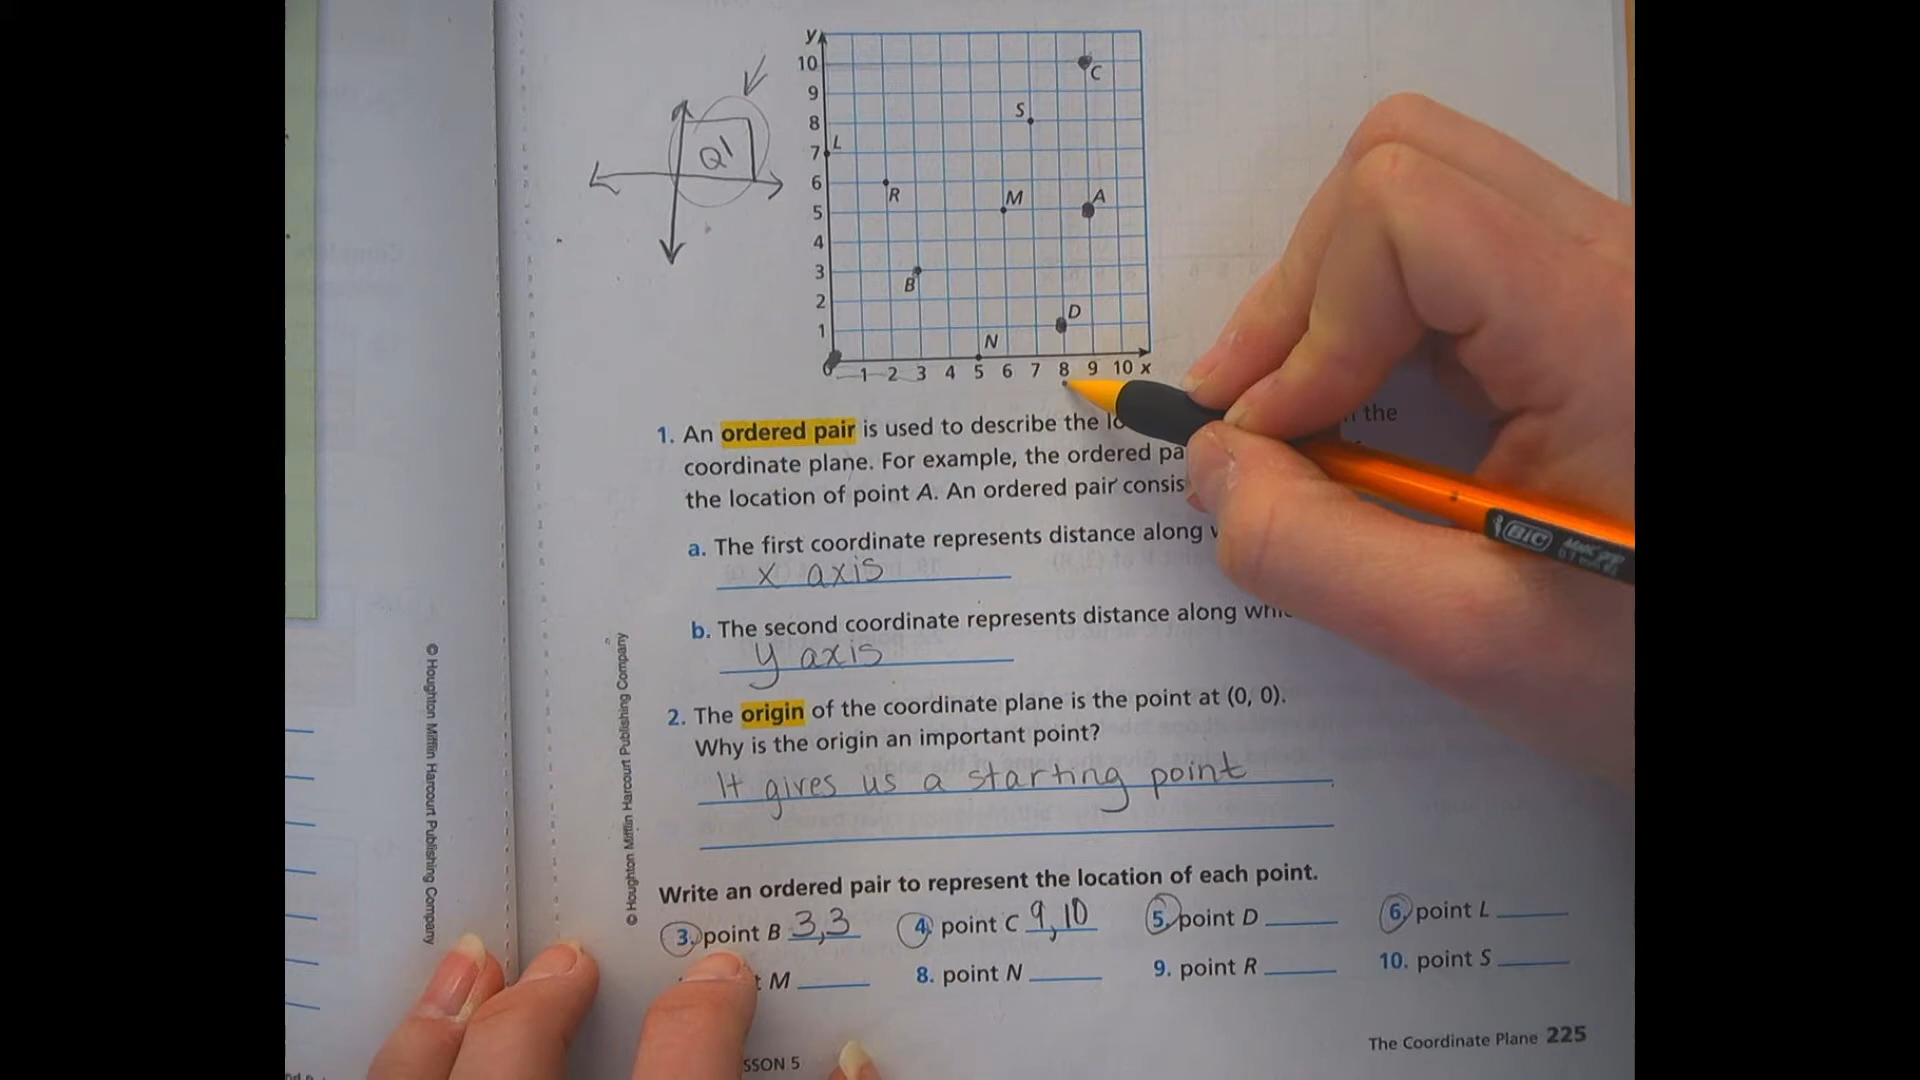 y
10
C
9
S
8
L
7
Q1
6
R
M
A
5
4
3
B
2
D
1
N
0 1 2 3 4 5 6 7 8 9 10 x
1. An ordered pair is used to describe the the
coordinate plane. For example, the ordered
the location of point A. An ordered pair
a. The first coordinate represents distance along
x axis
b. The second coordinate represents distance along
y axis
2. The origin of the coordinate plane is the point at (0, 0).
Why is the origin an important point?
It gives us a starting point
Write an ordered pair to represent the location of each point.
3. point B 3,3 4. point C 9,10 5. point D 6. point L
M 8. point N 9. point R 10. point S
The Coordinate Plane 225
SSON 5
© Houghton Mifflin Harcourt Publishing Company
© Houghton Mifflin Harcourt Publishing Company
BIC